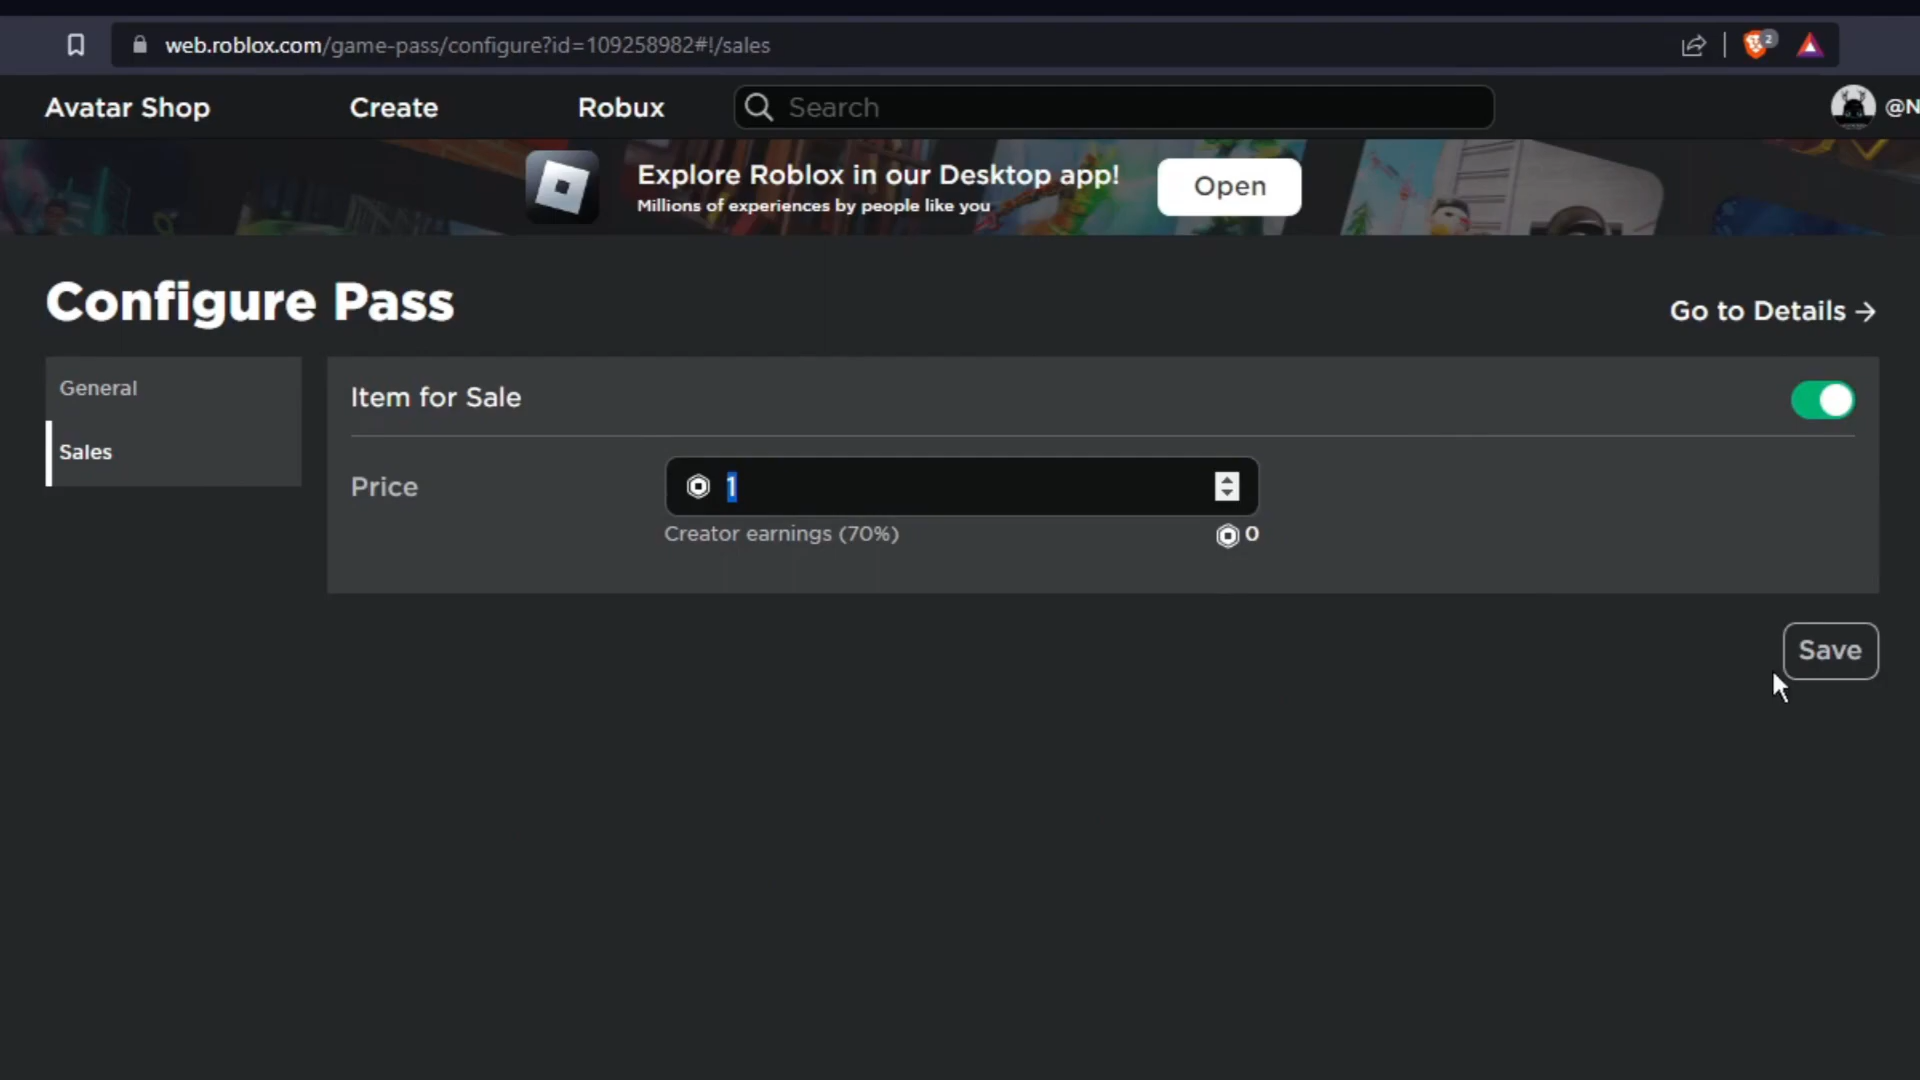 web.roblox.com/game-pass/configure?id=109258982#!/sales
2
Avatar Shop
Create
Robux
Search
@N
Explore Roblox in our Desktop app!
Millions of experiences by people like you
Open
Configure Pass
Go to Details →
General
Sales
Item for Sale
Price
1
Creator earnings (70%)
0
Save